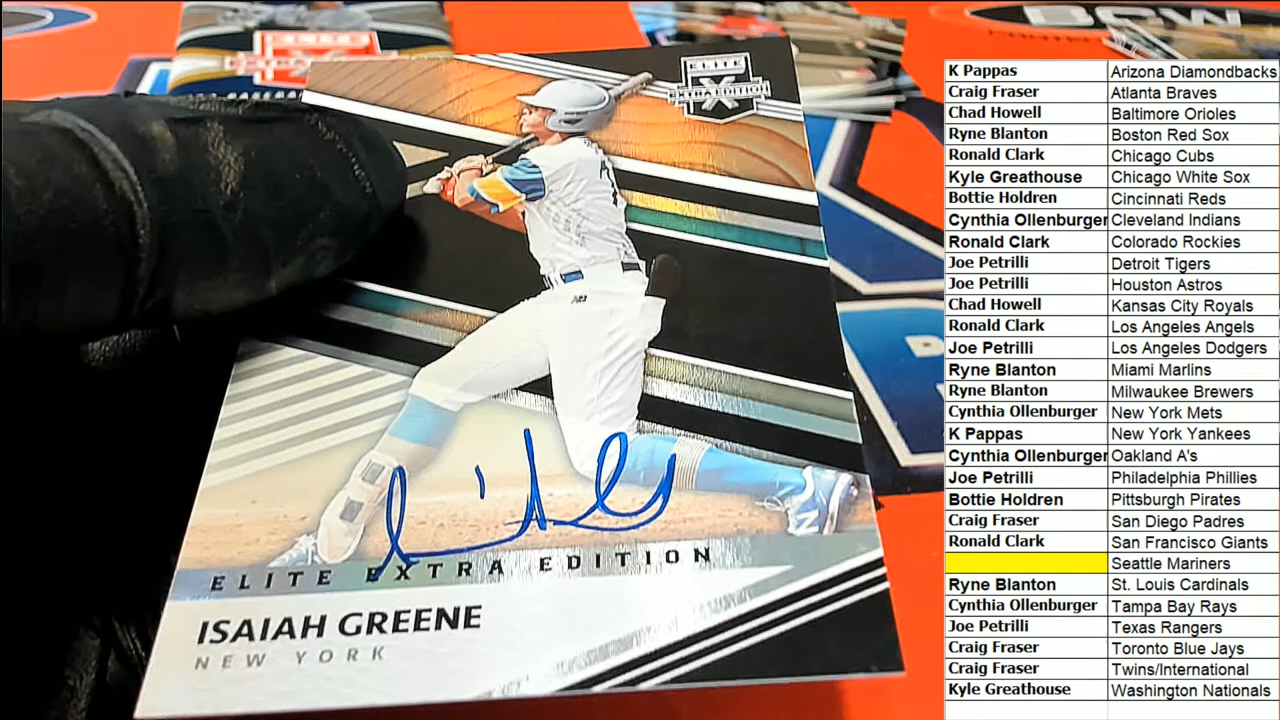 ELITE
EXTRA EDITION
ELITE EXTRA EDITION
ISAIAH GREENE
NEW YORK
BCW
K Pappas Arizona Diamondbacks
Craig Fraser Atlanta Braves
Chad Howell Baltimore Orioles
Ryne Blanton Boston Red Sox
Ronald Clark Chicago Cubs
Kyle Greathouse Chicago White Sox
Bottie Holdren Cincinnati Reds
Cynthia Ollenburger Cleveland Indians
Ronald Clark Colorado Rockies
Joe Petrilli Detroit Tigers
Joe Petrilli Houston Astros
Chad Howell Kansas City Royals
Ronald Clark Los Angeles Angels
Joe Petrilli Los Angeles Dodgers
Ryne Blanton Miami Marlins
Ryne Blanton Milwaukee Brewers
Cynthia Ollenburger New York Mets
K Pappas New York Yankees
Cynthia Ollenburger Oakland A's
Joe Petrilli Philadelphia Phillies
Bottie Holdren Pittsburgh Pirates
Craig Fraser San Diego Padres
Ronald Clark San Francisco Giants
Seattle Mariners
Ryne Blanton St. Louis Cardinals
Cynthia Ollenburger Tampa Bay Rays
Joe Petrilli Texas Rangers
Craig Fraser Toronto Blue Jays
Craig Fraser Twins/International
Kyle Greathouse Washington Nationals